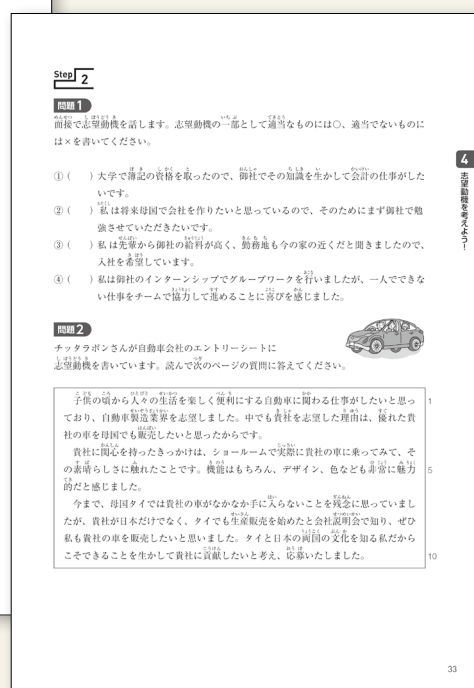 Step 2
問題1
面接で志望動機を話します。志望動機の一部として適当なものには○、適当でないものに
は×を書いてください。
①（　　）大学で簿記の資格を取ったので、御社でその知識を生かして会計の仕事がした
いです。
②（　　）私は将来母国で会社を作りたいと思っているので、そのためにまず御社で勉
強させていただきたいです。
③（　　）私は先輩から御社の給料が高く、勤務地も今の家の近くだと聞きましたので、
入社を希望しています。
④（　　）私は御社のインターンシップでグループワークを行いましたが、一人でできな
い仕事をチームで協力して進めることに喜びを感じました。
4 志望動機を考えよう！
問題2
チッタラポンさんが自動車会社のエントリーシートに
志望動機を書いています。読んで次のページの質問に答えてください。
子供の頃から人々の生活を楽しく便利にする自動車に関わる仕事がしたいと思っ 1
ており、自動車製造業界を志望しました。中でも貴社を志望した理由は、優れた貴
社の車を母国でも販売したいと思ったからです。
貴社に関心を持ったきっかけは、ショールームで実際に貴社の車に乗ってみて、そ
の素晴らしさに触れたことです。機能はもちろん、デザイン、色なども非常に魅力 5
的だと感じました。
今まで、母国タイでは貴社の車がなかなか手に入らないことを残念に思っていまし
たが、貴社が日本だけでなく、タイでも生産販売を始めたと会社説明会で知り、ぜひ
私も貴社の車を販売したいと思いました。タイと日本の両国の文化を知る私だから
こそできることを生かして貴社に貢献したいと考え、応募いたしました。 10
33